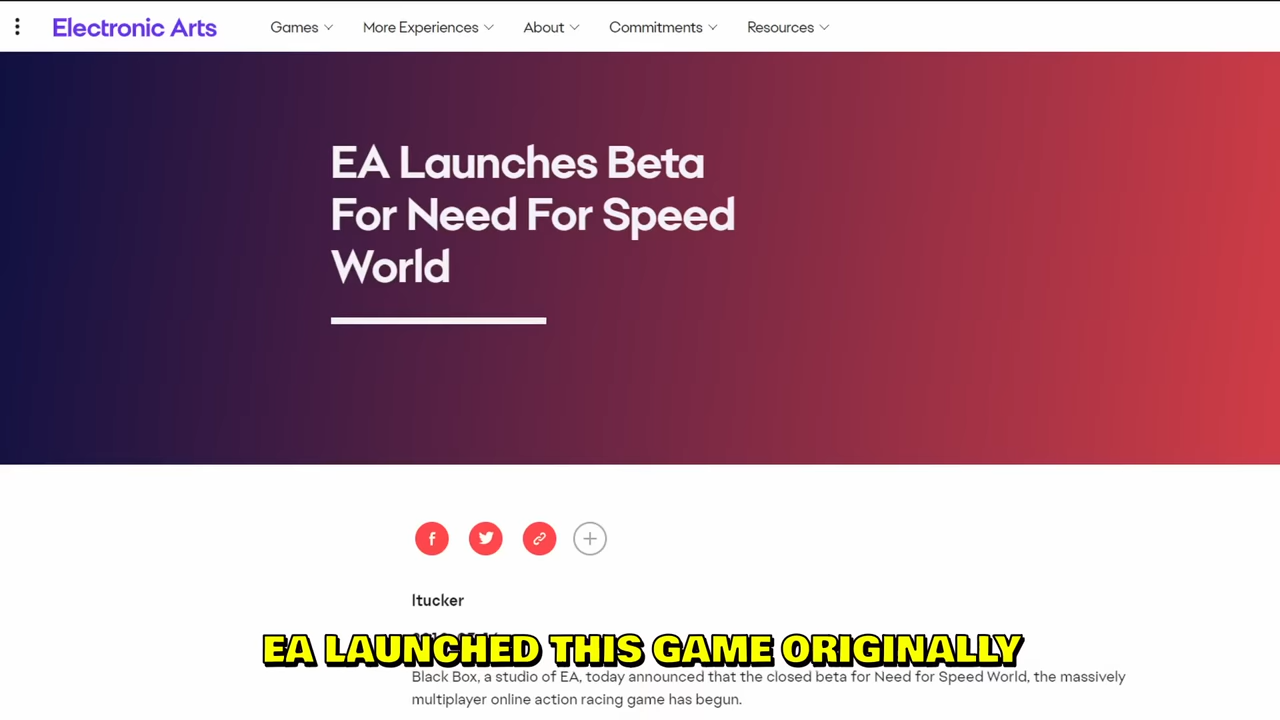 Electronic Arts
Games
More Experiences
About
Commitments
Resources
EA Launches Beta
For Need For Speed
World
ltucker
EA LAUNCHED THIS GAME ORIGINALLY
Black Box, a studio of EA, today announced that the closed beta for Need for Speed World, the massively
multiplayer online action racing game has begun.